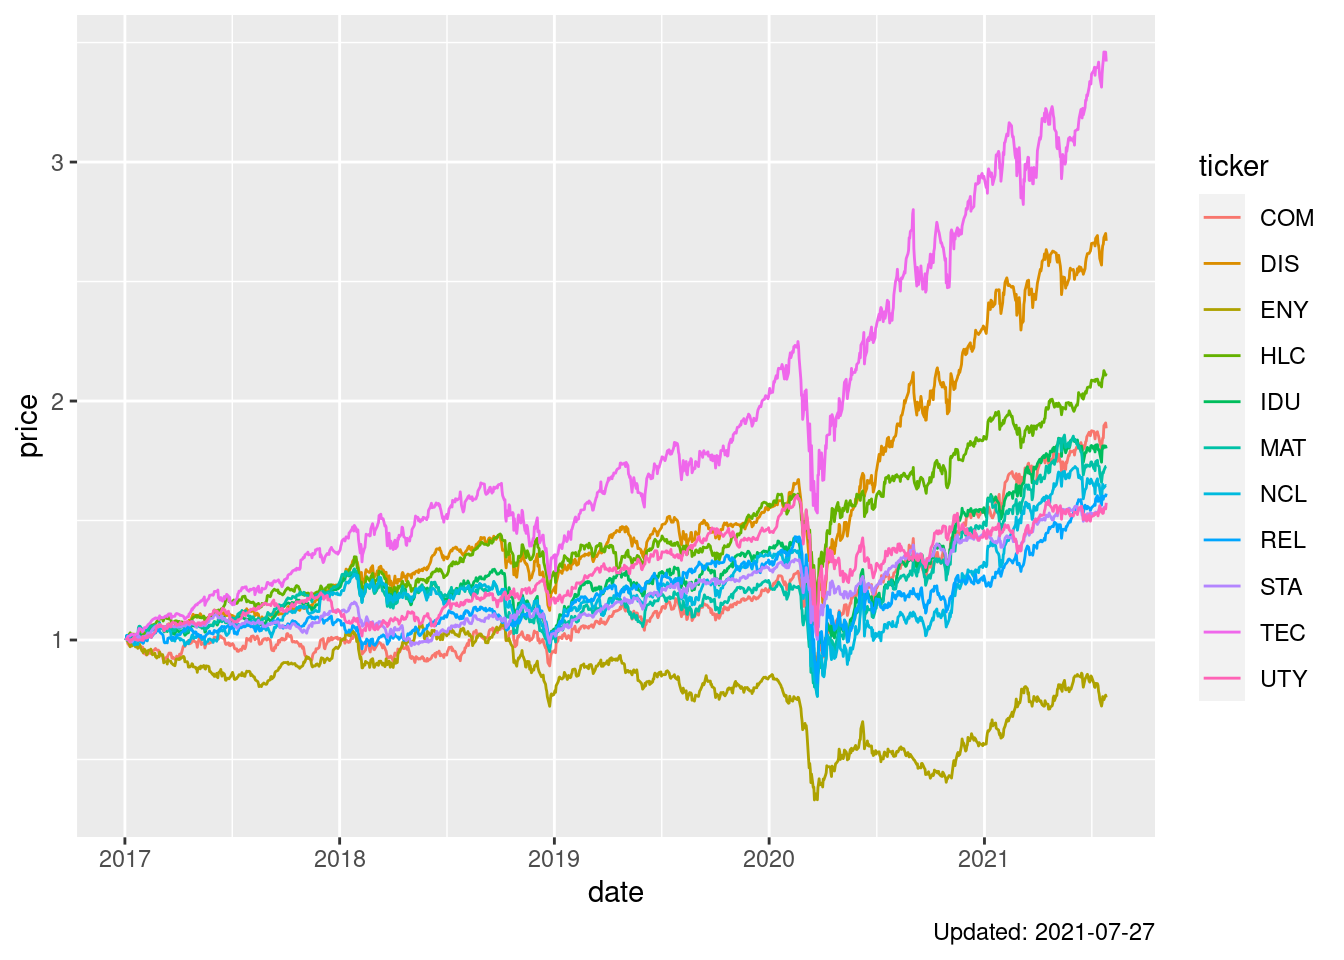 price
3
2
1
2017 2018 2019 2020 2021
date
ticker
COM
DIS
ENY
HLC
IDU
MAT
NCL
REL
STA
TEC
UTY
Updated: 2021-07-27